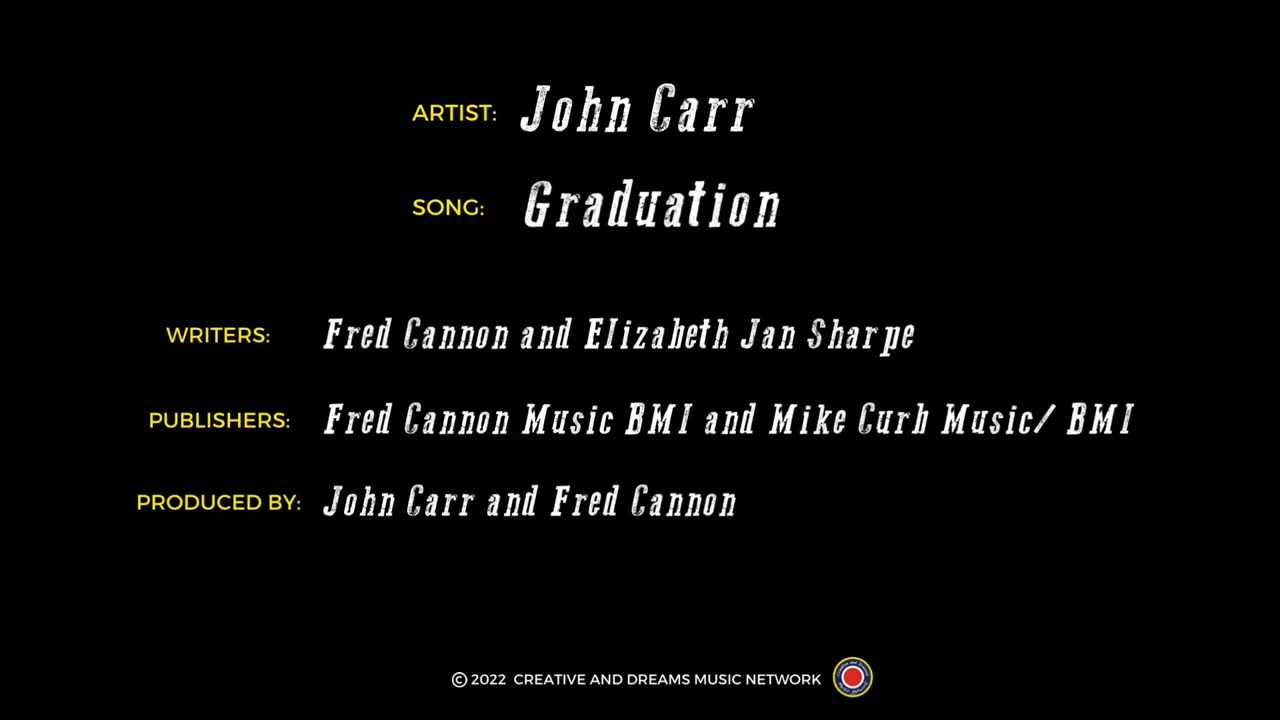 ARTIST: John Carr
SONG: Graduation
WRITERS: Fred Cannon and Elizabeth Jan Sharpe
PUBLISHERS: Fred Cannon Music BMI and Mike Curb Music/ BMI
PRODUCED BY: John Carr and Fred Cannon
© 2022 CREATIVE AND DREAMS MUSIC NETWORK